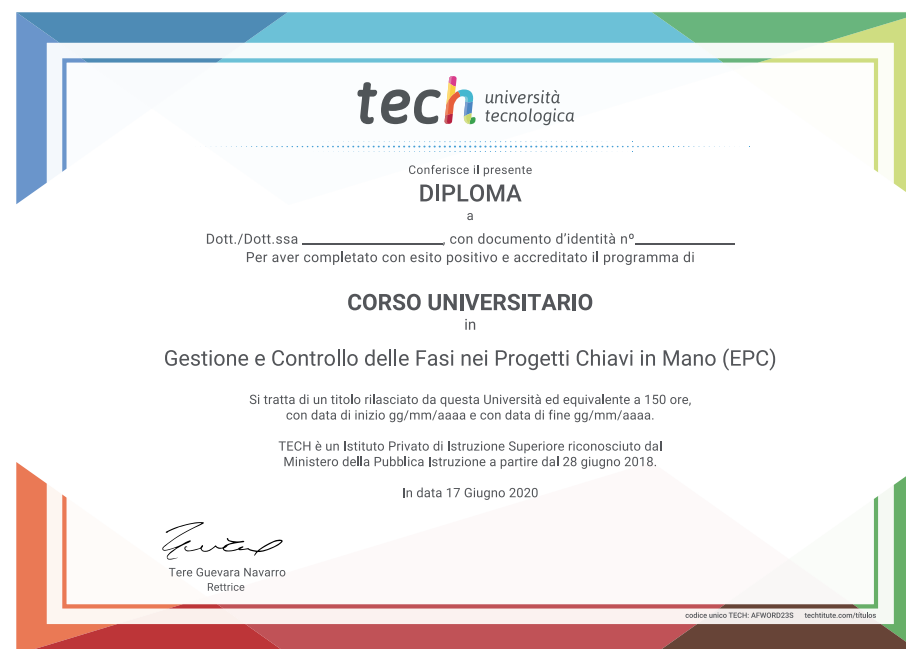 tech università
tecnologica
Conferisce il presente
DIPLOMA
a
Dott./Dott.ssa ____________________, con documento d'identità nº______________
Per aver completato con esito positivo e accreditato il programma di
CORSO UNIVERSITARIO
in
Gestione e Controllo delle Fasi nei Progetti Chiavi in Mano (EPC)
Si tratta di un titolo rilasciato da questa Università ed equivalente a 150 ore,
con data di inizio gg/mm/aaaa e con data di fine gg/mm/aaaa.
TECH è un Istituto Privato di Istruzione Superiore riconosciuto dal
Ministero della Pubblica Istruzione a partire dal 28 giugno 2018.
In data 17 Giugno 2020
Tere Guevara Navarro
Rettrice
codice unico TECH: AFWORD23S techtitute.com/titulos